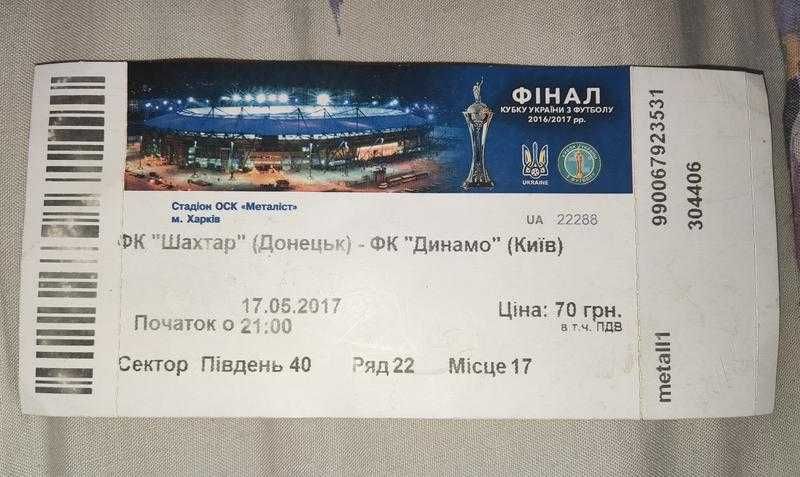 ФІНАЛ
КУБКУ УКРАЇНИ З ФУТБОЛУ
2016/2017 рр.
UKRAINE
Стадіон ОСК «Металіст»
м. Харків
UA 22288
ФК "Шахтар" (Донецьк) - ФК "Динамо" (Київ)
17.05.2017
Початок о 21:00
Ціна: 70 грн.
в т.ч. ПДВ
Сектор Південь 40 Ряд 22 Місце 17
990067923531
304406
metall1